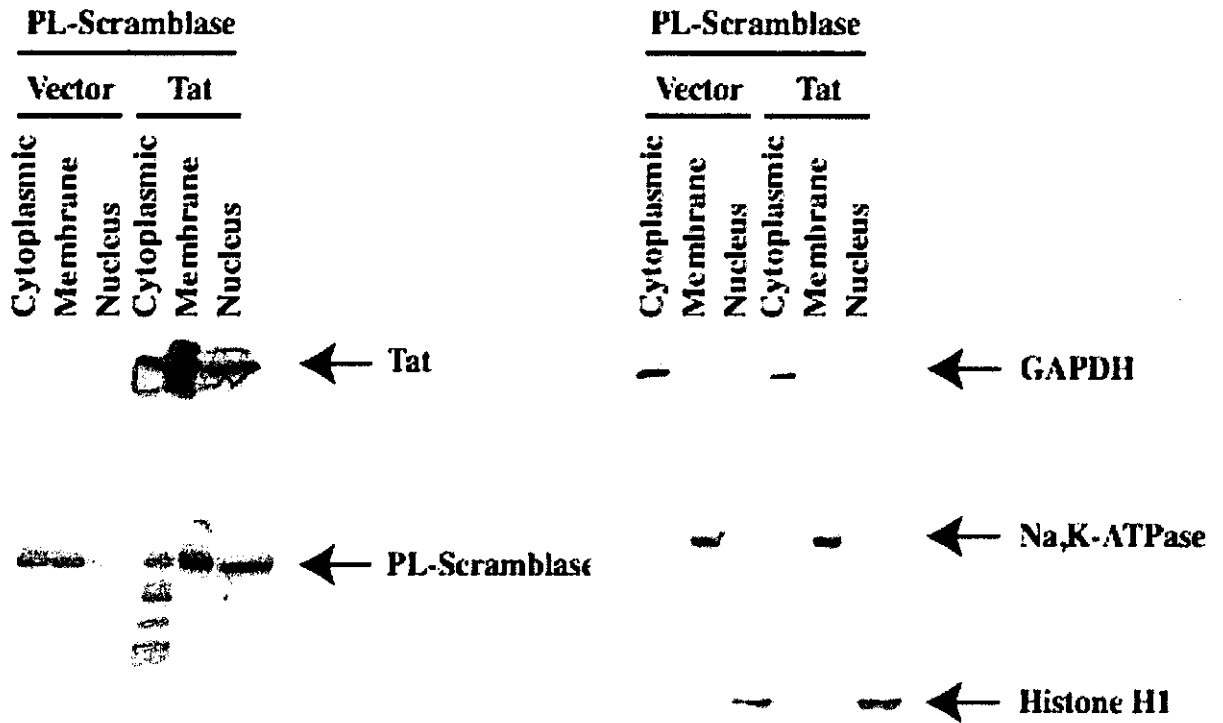 PL-Scramblase
Vector Tat
Cytoplasmic
Membrane
Nucleus
Cytoplasmic
Membrane
Nucleus
Tat
PL-Scramblase
PL-Scramblase
Vector Tat
Cytoplasmic
Membrane
Nucleus
Cytoplasmic
Membrane
Nucleus
GAPDH
Na,K-ATPase
Histone H1